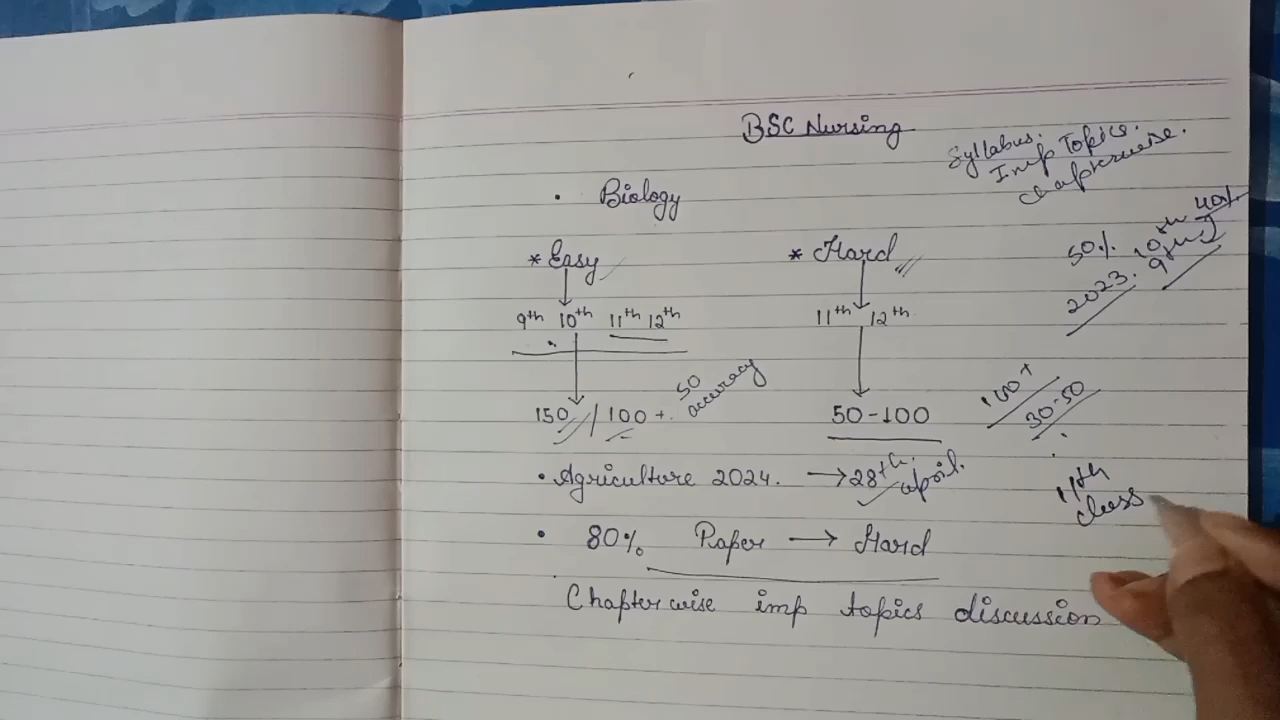 BSC Nursing
Syllabus.
Imp Topics.
Chapterwise.
• Biology
* Easy
* Hard
50%
10th 40%
2023.
9th
9th 10th 11th 12th
11th 12th
150 / 100 +
50
accuracy
50-100
100+
30-50
• Agriculture 2024. → 28th april.
11th
class
• 80% Paper → Hard
Chapterwise imp topics discussion